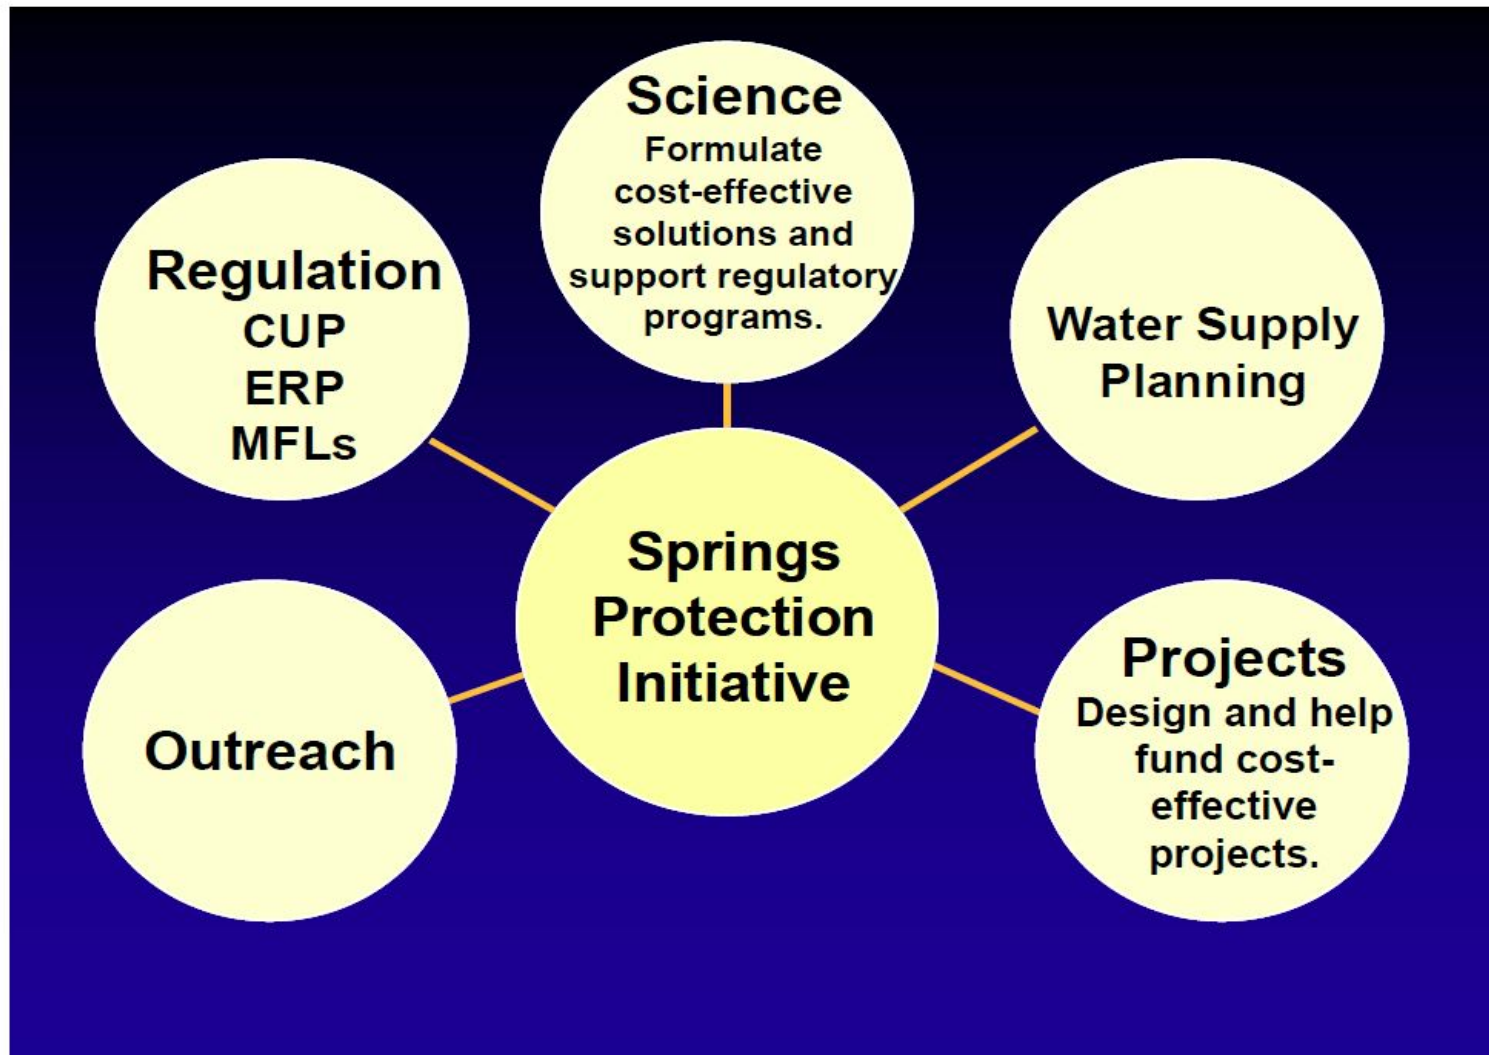 Science
Formulate
cost-effective
solutions and
support regulatory
programs.
Regulation
CUP
ERP
MFLs
Water Supply
Planning
Springs
Protection
Initiative
Outreach
Projects
Design and help
fund cost-
effective
projects.